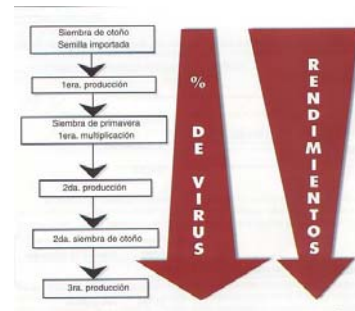 Siembra de otoño
Semilla importada
1era. producción
Siembra de primavera
1era. multiplicación
2da. producción
2da. siembra de otoño
3ra. producción
% DE VIRUS
RENDIMIENTOS